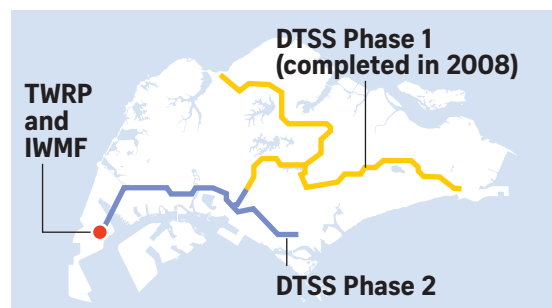 DTSS Phase 1
(completed in 2008)
TWRP
and
IWMF
DTSS Phase 2